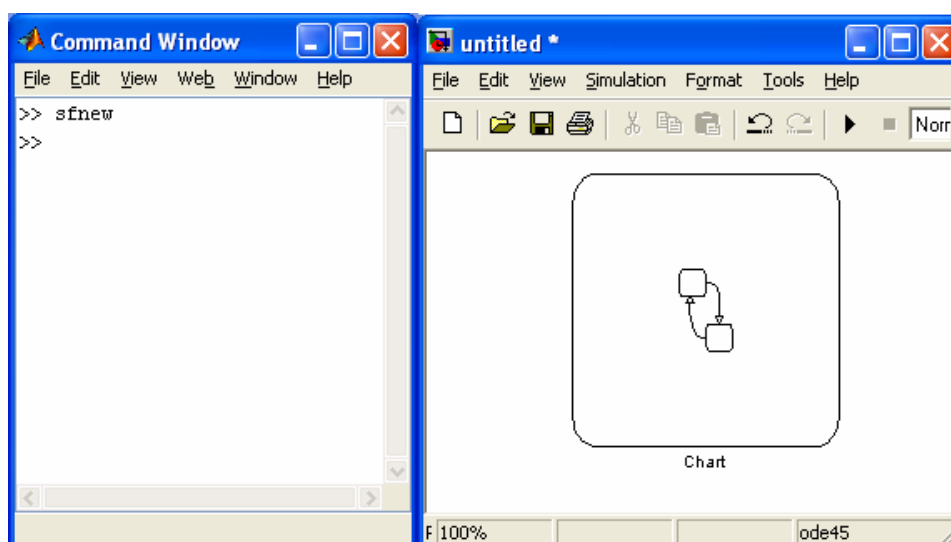 Command Window
File Edit View Web Window Help
>> sfnew
>>
untitled *
File Edit View Simulation Format Tools Help
Norr
Chart
F 100% ode45